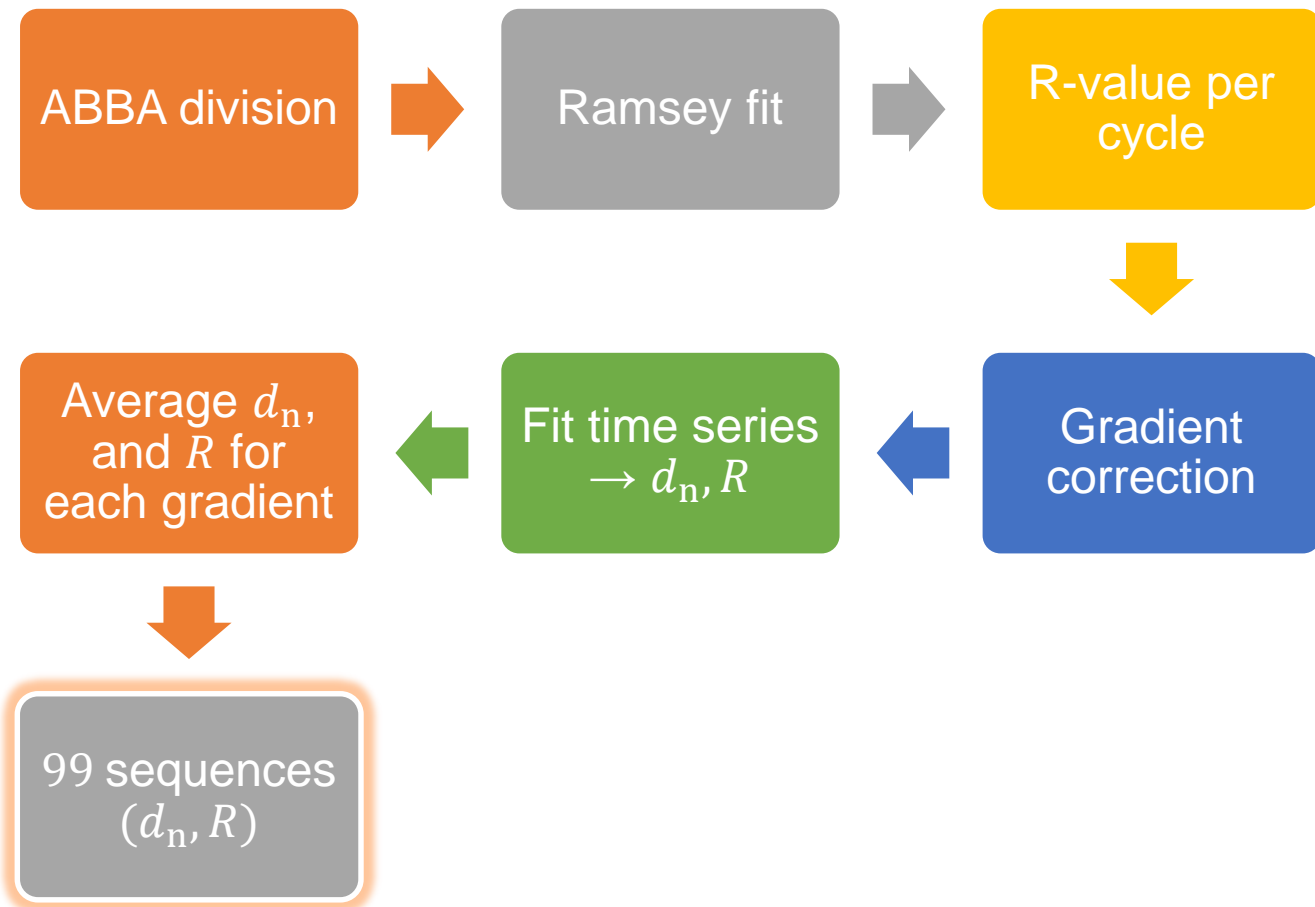 ABBA division
Ramsey fit
R-value per
cycle
Gradient
correction
Fit time series
→ dₙ, R
Average dₙ,
and R for
each gradient
99 sequences
(dₙ, R)